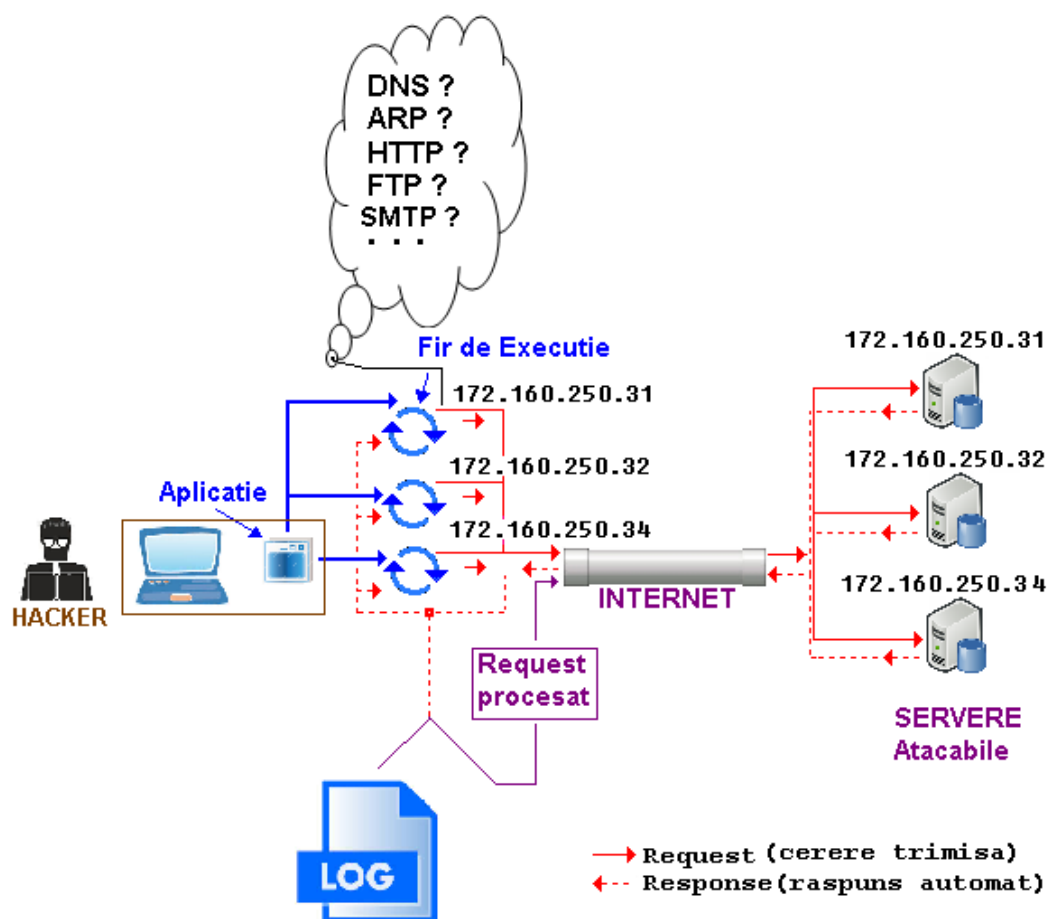 DNS ?
ARP ?
HTTP ?
FTP ?
SMTP ?
. . .
Fir de Executie
172.160.250.31
172.160.250.31
172.160.250.32
172.160.250.32
Aplicatie
172.160.250.34
172.160.250.34
INTERNET
HACKER
Request
procesat
SERVERE
Atacabile
LOG
Request (cerere trimisa)
Response(raspuns automat)